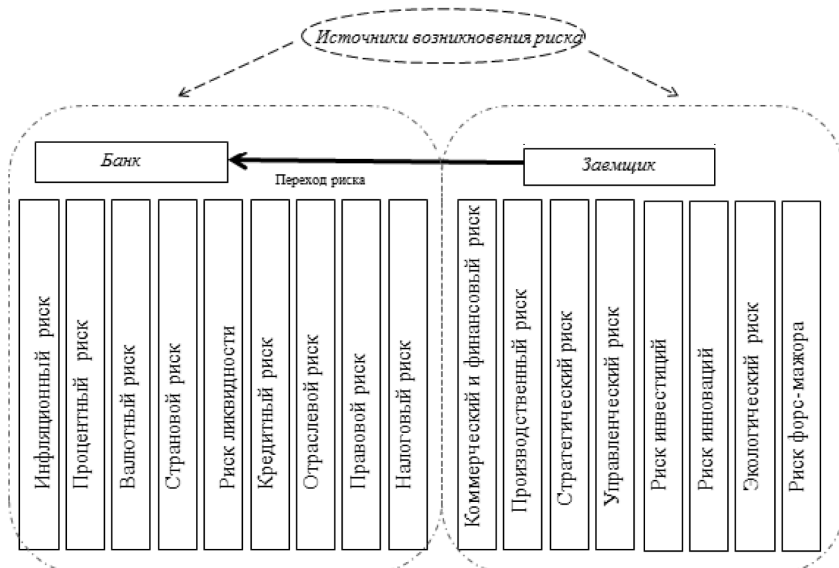 Источники возникновения риска
Банк
Переход риска
Заемщик
Инфляционный риск
Процентный риск
Валютный риск
Страновой риск
Риск ликвидности
Кредитный риск
Отраслевой риск
Правовой риск
Налоговый риск
Коммерческий и финансовый риск
Производственный риск
Стратегический риск
Управленческий риск
Риск инвестиций
Риск инноваций
Экологический риск
Риск форс-мажора